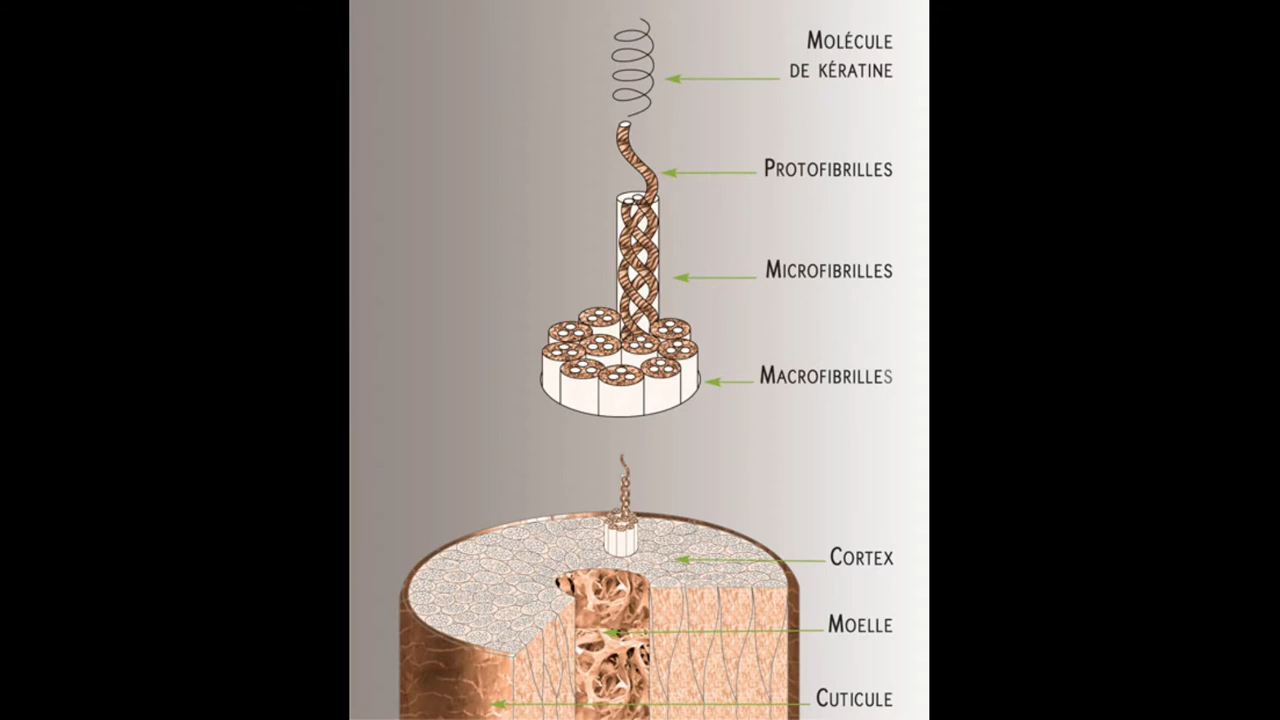 MOLÉCULE
DE KÉRATINE
PROTOFIBRILLES
MICROFIBRILLES
MACROFIBRILLES
CORTEX
MOELLE
CUTICULE